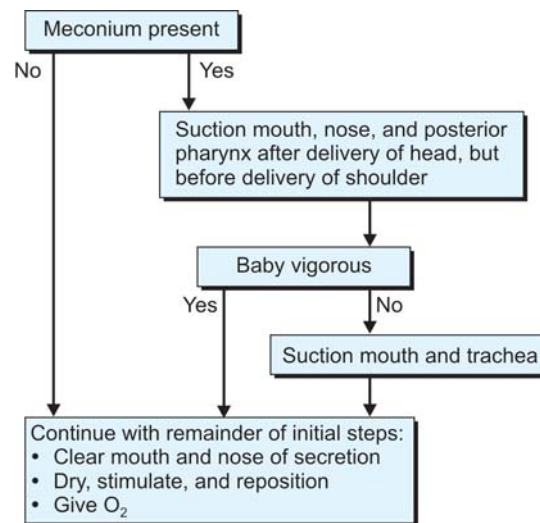 Meconium present
No
Yes
Suction mouth, nose, and posterior
pharynx after delivery of head, but
before delivery of shoulder
Baby vigorous
Yes
No
Suction mouth and trachea
Continue with remainder of initial steps:
• Clear mouth and nose of secretion
• Dry, stimulate, and reposition
• Give O₂